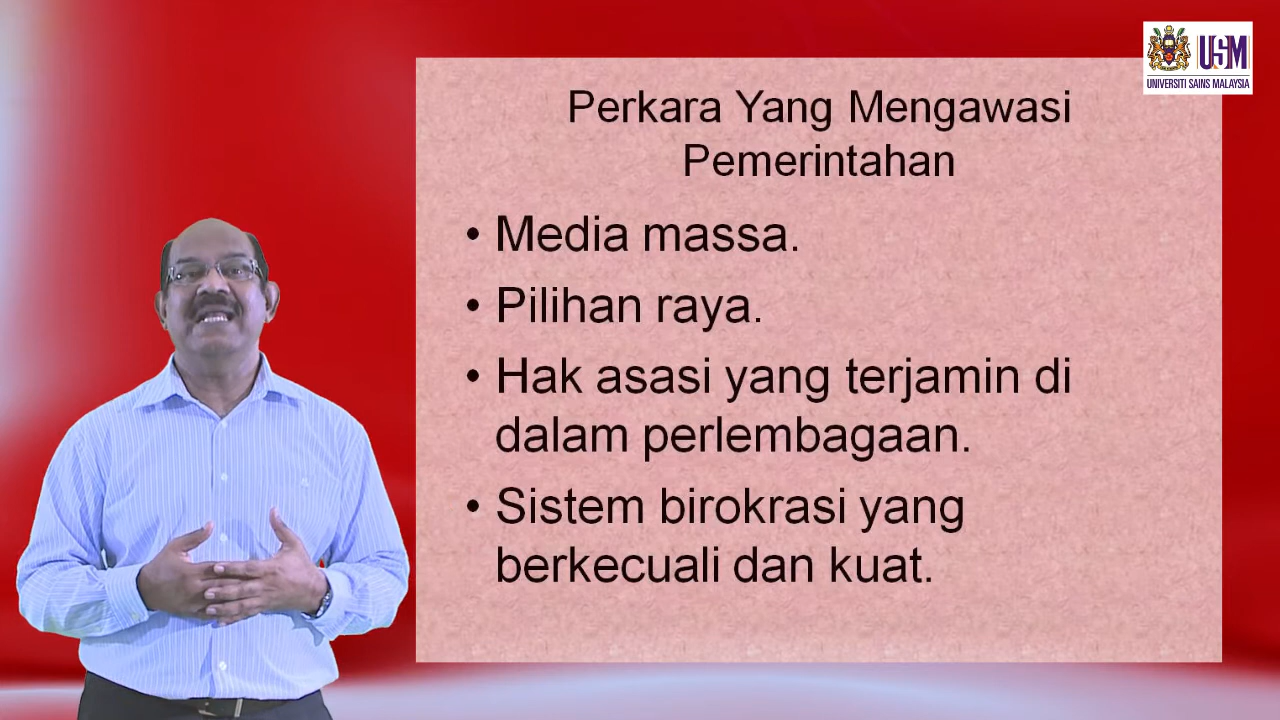 USM
UNIVERSITI SAINS MALAYSIA
Perkara Yang Mengawasi
Pemerintahan
• Media massa.
• Pilihan raya.
• Hak asasi yang terjamin di
dalam perlembagaan.
• Sistem birokrasi yang
berkecuali dan kuat.